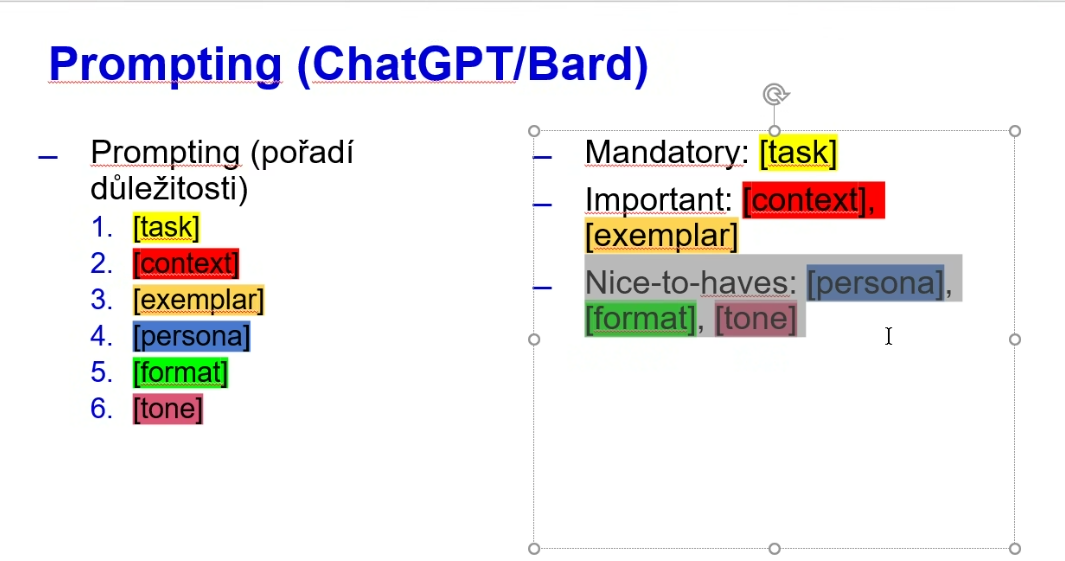 Prompting (ChatGPT/Bard)
– Prompting (pořadí
důležitosti)
1. [task]
2. [context]
3. [exemplar]
4. [persona]
5. [format]
6. [tone]
– Mandatory: [task]
– Important: [context],
[exemplar]
– Nice-to-haves: [persona],
[format], [tone]